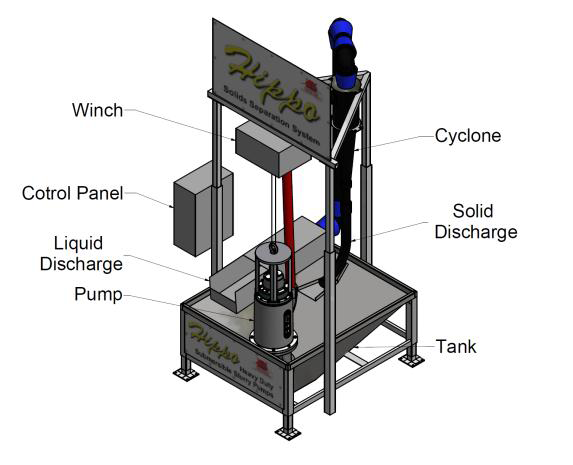 Hippo
Solids Separation System
Winch
Cyclone
Cotrol Panel
Solid
Discharge
Liquid
Discharge
Pump
Tank
Hippo
Heavy Duty
Submersible Slurry Pumps